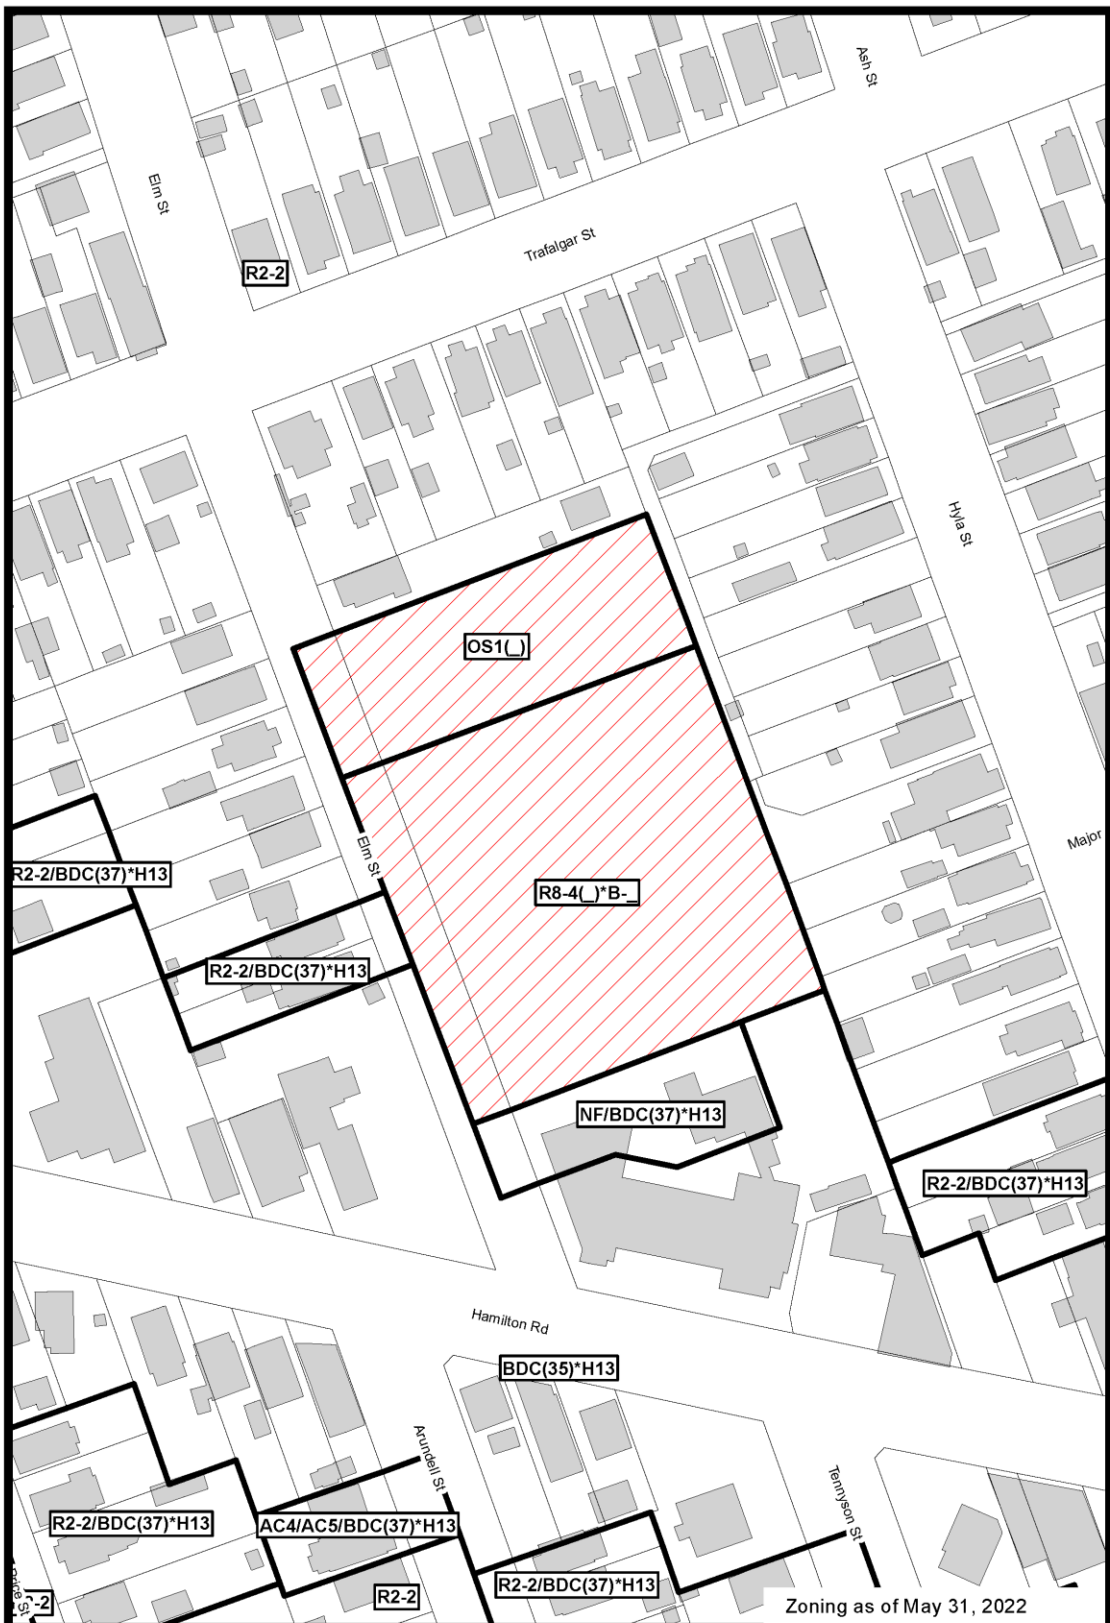 Ash St
Elm St
Trafalgar St
R2-2
Hyla St
OS1(_)
Major
Elm St
R2-2/BDC(37)*H13
R8-4(_)*B-_
R2-2/BDC(37)*H13
NF/BDC(37)*H13
R2-2/BDC(37)*H13
Hamilton Rd
BDC(35)*H13
Arundell St
Tennyson St
R2-2/BDC(37)*H13
AC4/AC5/BDC(37)*H13
R2-2/BDC(37)*H13
R2-2
Price St
-2
Zoning as of May 31, 2022